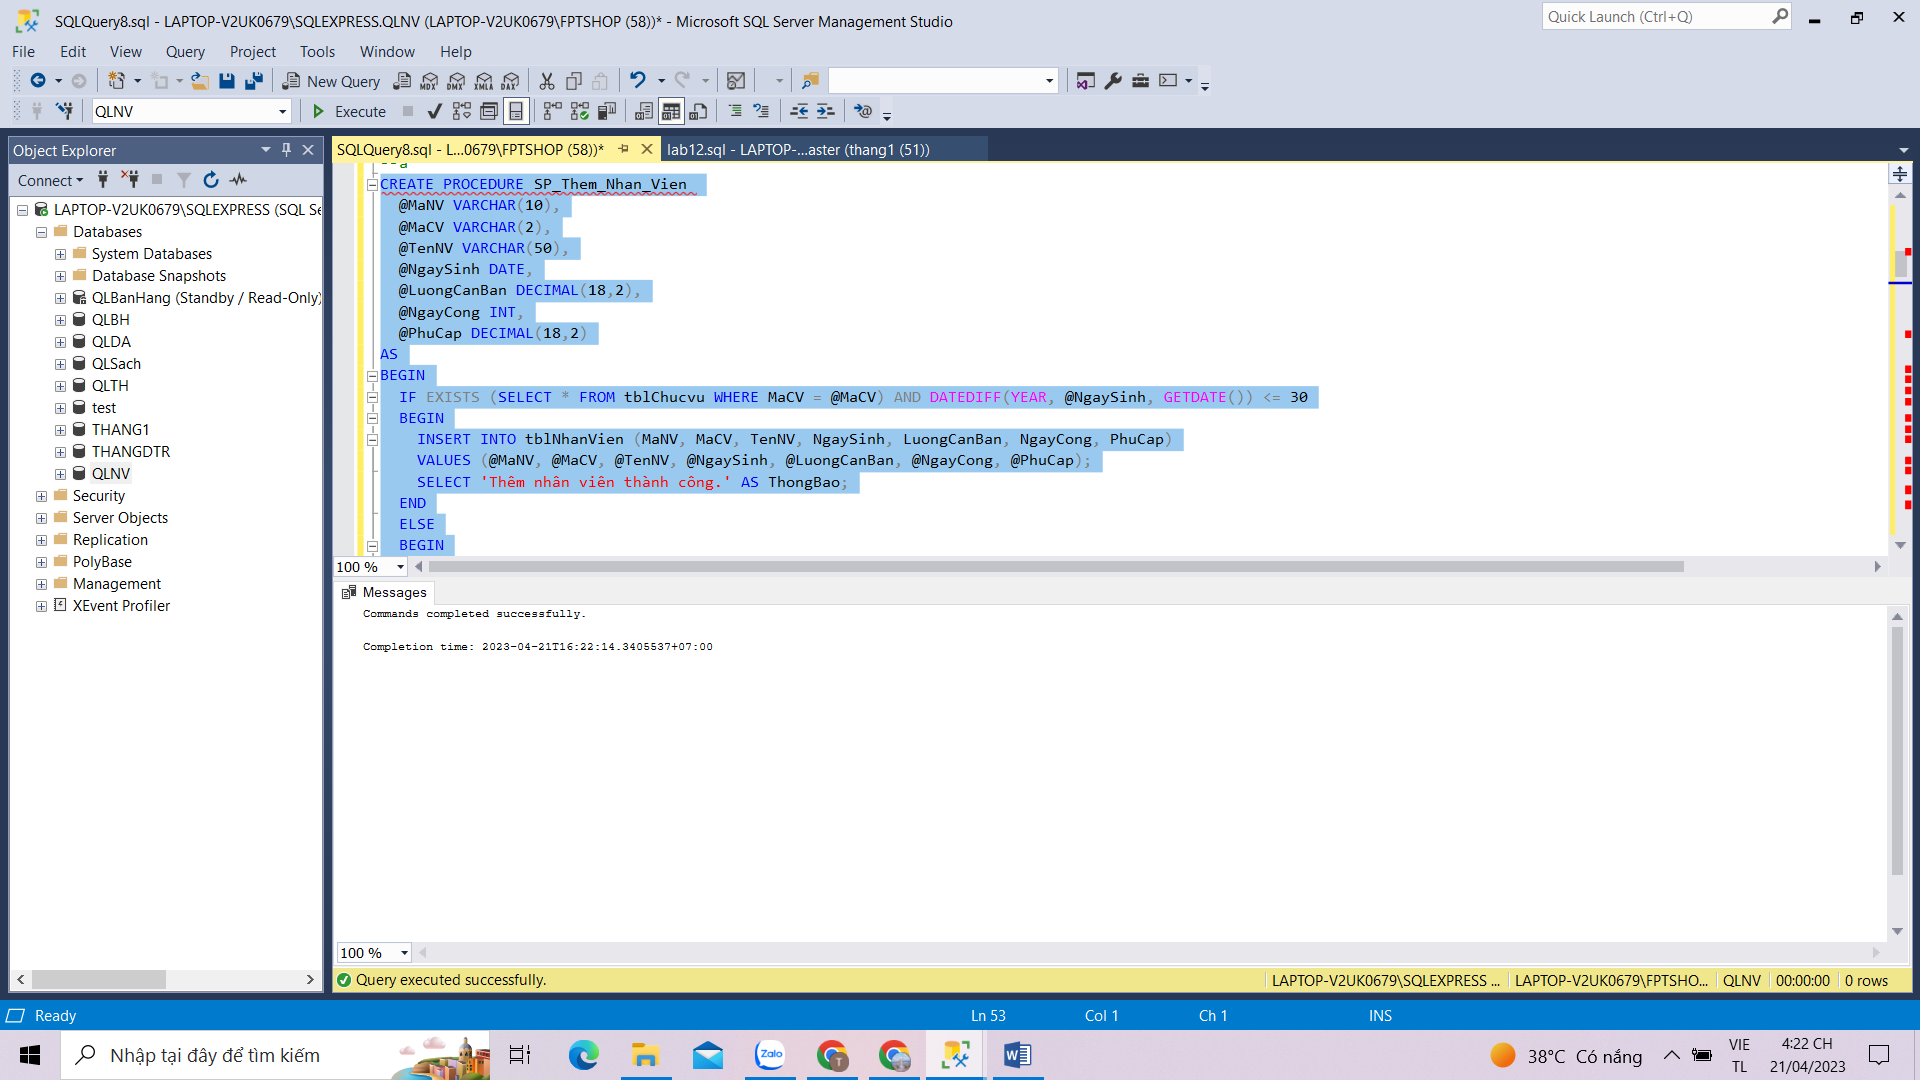 SQLQuery8.sql - LAPTOP-V2UK0679\SQLEXPRESS.QLNV (LAPTOP-V2UK0679\FPTSHOP (58))* - Microsoft SQL Server Management Studio
Quick Launch (Ctrl+Q)
File Edit View Query Project Tools Window Help
New Query MDX DMX XMLA DAX
QLNV Execute
Object Explorer
SQLQuery8.sql - L...0679\FPTSHOP (58))*
lab12.sql - LAPTOP-...aster (thang1 (51))
Connect
LAPTOP-V2UK0679\SQLEXPRESS (SQL Se
Databases
System Databases
Database Snapshots
QLBanHang (Standby / Read-Only)
QLBH
QLDA
QLSach
QLTH
test
THANG1
THANGDTR
QLNV
Security
Server Objects
Replication
PolyBase
Management
XEvent Profiler
CREATE PROCEDURE SP_Them_Nhan_Vien
@MaNV VARCHAR(10),
@MaCV VARCHAR(2),
@TenNV VARCHAR(50),
@NgaySinh DATE,
@LuongCanBan DECIMAL(18,2),
@NgayCong INT,
@PhuCap DECIMAL(18,2)
AS
BEGIN
IF EXISTS (SELECT * FROM tblChucvu WHERE MaCV = @MaCV) AND DATEDIFF(YEAR, @NgaySinh, GETDATE()) <= 30
BEGIN
INSERT INTO tblNhanVien (MaNV, MaCV, TenNV, NgaySinh, LuongCanBan, NgayCong, PhuCap)
VALUES (@MaNV, @MaCV, @TenNV, @NgaySinh, @LuongCanBan, @NgayCong, @PhuCap);
SELECT 'Thêm nhân viên thành công.' AS ThongBao;
END
ELSE
BEGIN
100 %
Messages
Commands completed successfully.
Completion time: 2023-04-21T16:22:14.3405537+07:00
100 %
Query executed successfully.
LAPTOP-V2UK0679\SQLEXPRESS ... LAPTOP-V2UK0679\FPTSHO... QLNV 00:00:00 0 rows
Ready Ln 53 Col 1 Ch 1 INS
Nhập tại đây để tìm kiếm
Zalo
T
38°C Có nắng
VIE
TL
4:22 CH
21/04/2023